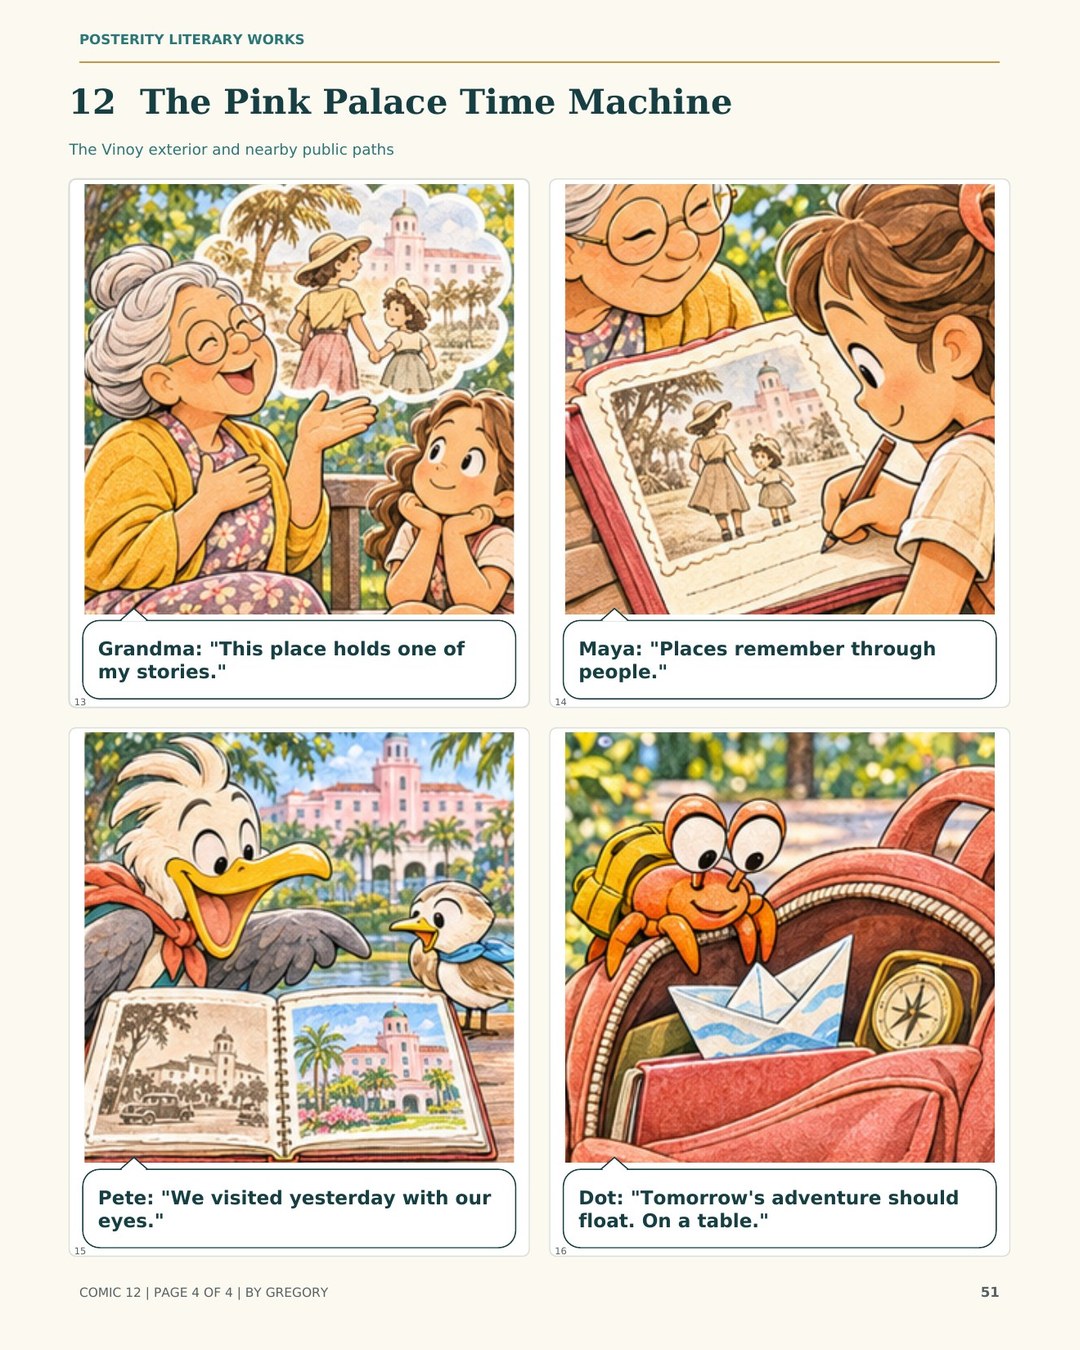 POSTERITY LITERARY WORKS
12 The Pink Palace Time Machine
The Vinoy exterior and nearby public paths
Grandma: "This place holds one of
my stories."
13
Maya: "Places remember through
people."
14
Pete: "We visited yesterday with our
eyes."
15
Dot: "Tomorrow's adventure should
float. On a table."
16
COMIC 12 | PAGE 4 OF 4 | BY GREGORY
51